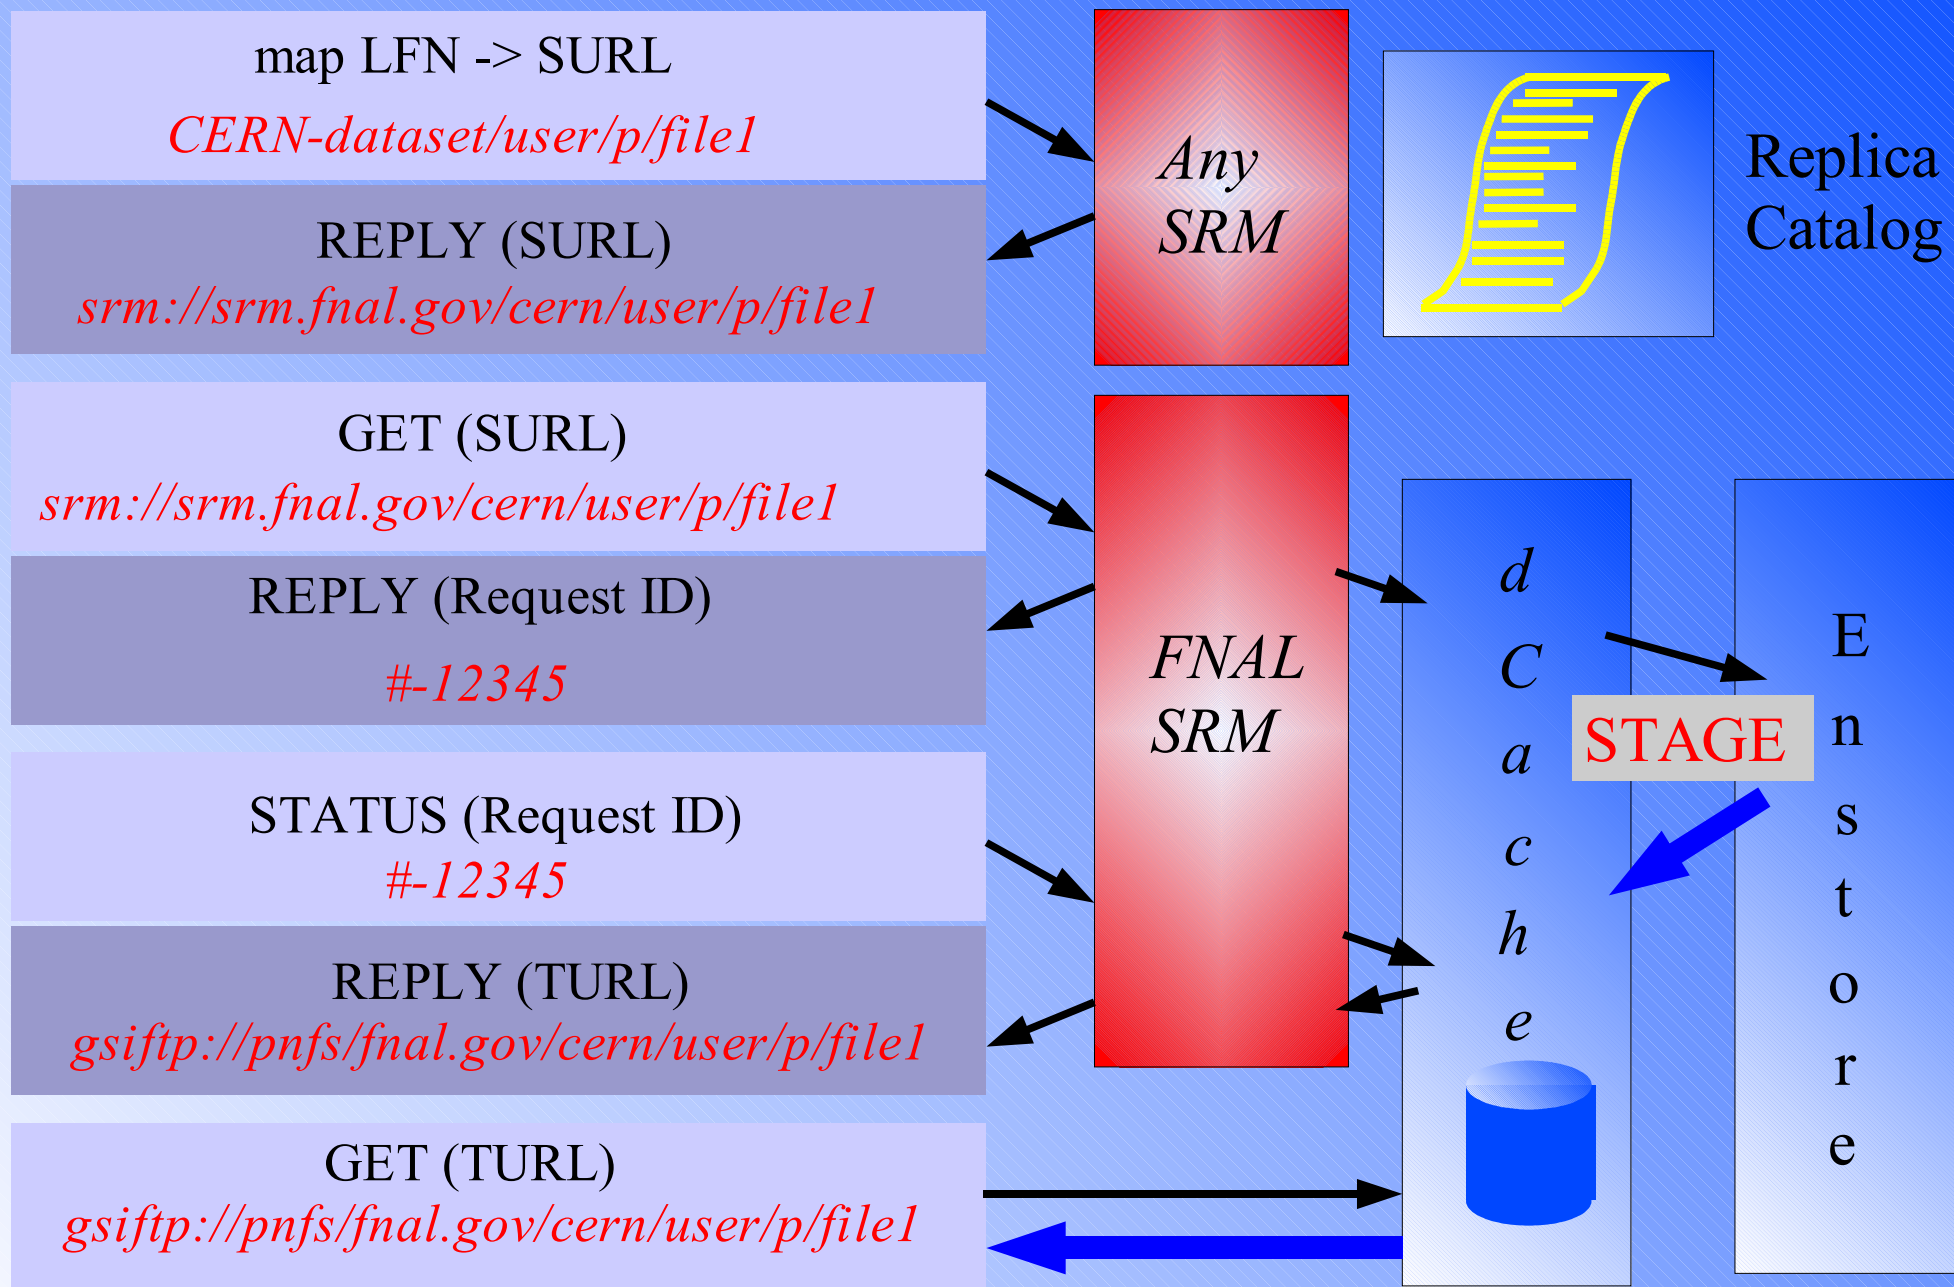 map LFN -> SURL
CERN-dataset/user/p/file1
REPLY (SURL)
srm://srm.fnal.gov/cern/user/p/file1
Any
SRM
Replica
Catalog
GET (SURL)
srm://srm.fnal.gov/cern/user/p/file1
REPLY (Request ID)
#-12345
STATUS (Request ID)
#-12345
REPLY (TURL)
gsiftp://pnfs/fnal.gov/cern/user/p/file1
GET (TURL)
gsiftp://pnfs/fnal.gov/cern/user/p/file1
FNAL
SRM
d
C
a
c
h
e
STAGE
E
n
s
t
o
r
e